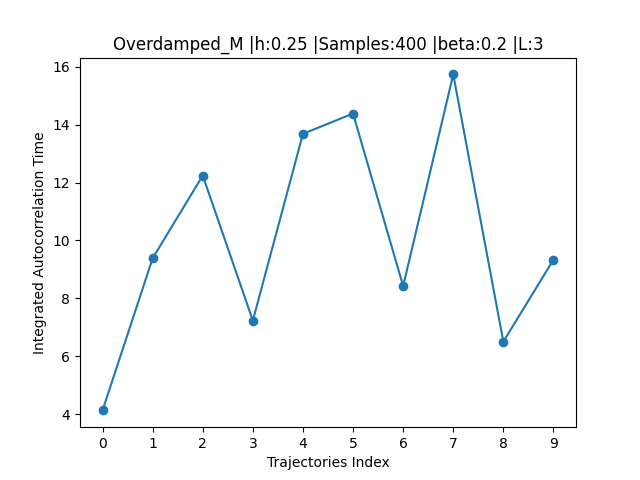 Overdamped_M |h:0.25 |Samples:400 |beta:0.2 |L:3
Integrated Autocorrelation Time
16
14
12
10
8
6
4
0 1 2 3 4 5 6 7 8 9
Trajectories Index